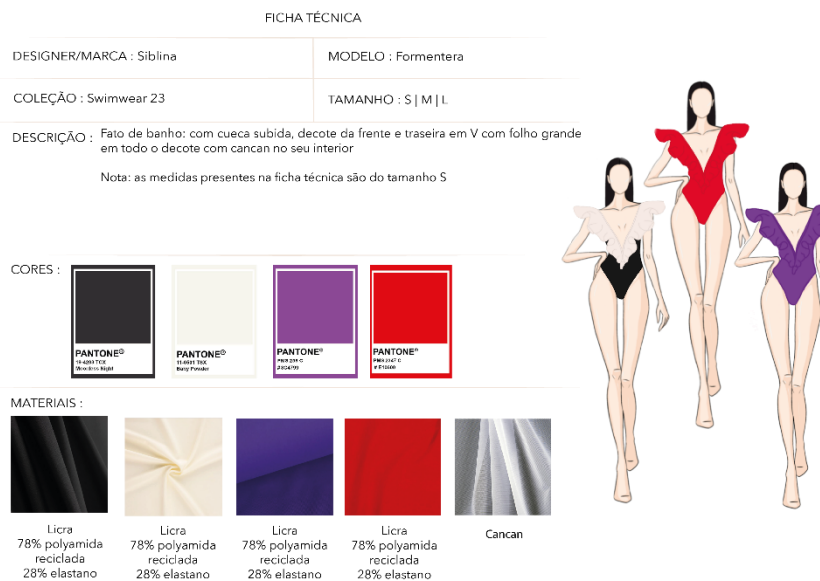 FICHA TÉCNICA
DESIGNER/MARCA : Siblina
MODELO : Formentera
COLEÇÃO : Swimwear 23
TAMANHO : S | M | L
DESCRIÇÃO : Fato de banho: com cueca subida, decote da frente e traseira em V com folho grande
em todo o decote com cancan no seu interior
Nota: as medidas presentes na ficha técnica são do tamanho S
CORES :
PANTONE®
Moonless Night
PANTONE®
Baby Powder
PANTONE®
PANTONE®
MATERIAIS :
Licra
78% polyamida
reciclada
28% elastano
Licra
78% polyamida
reciclada
28% elastano
Licra
78% polyamida
reciclada
28% elastano
Licra
78% polyamida
reciclada
28% elastano
Cancan